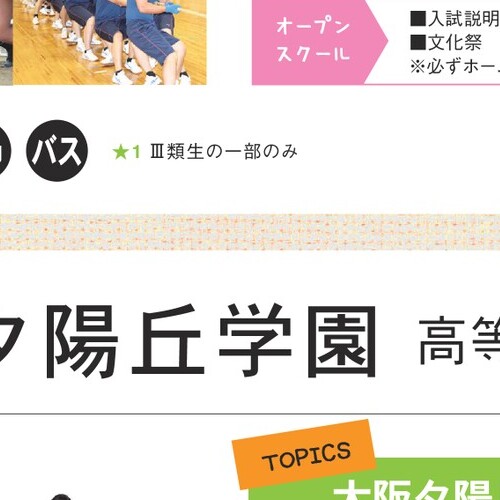 オープン
スクール
■入試説明
■文化祭
※必ずホー
バス
★1 Ⅲ類生の一部のみ
夕陽丘学園 高等
TOPICS
大阪夕陽